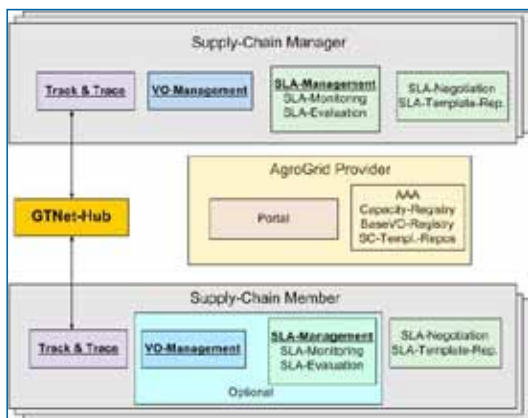 Supply-Chain Manager
Track & Trace
VO-Management
SLA-Management
SLA-Monitoring
SLA-Evaluation
SLA-Negotiation
SLA-Template-Rep.
AgroGrid Provider
GTNet-Hub
Portal
AAA
Capacity-Registry
BaseVO-Registry
SC-Templ.-Repos
Supply-Chain Member
Track & Trace
VO-Management
SLA-Management
SLA-Monitoring
SLA-Evaluation
Optional
SLA-Negotiation
SLA-Template-Rep.